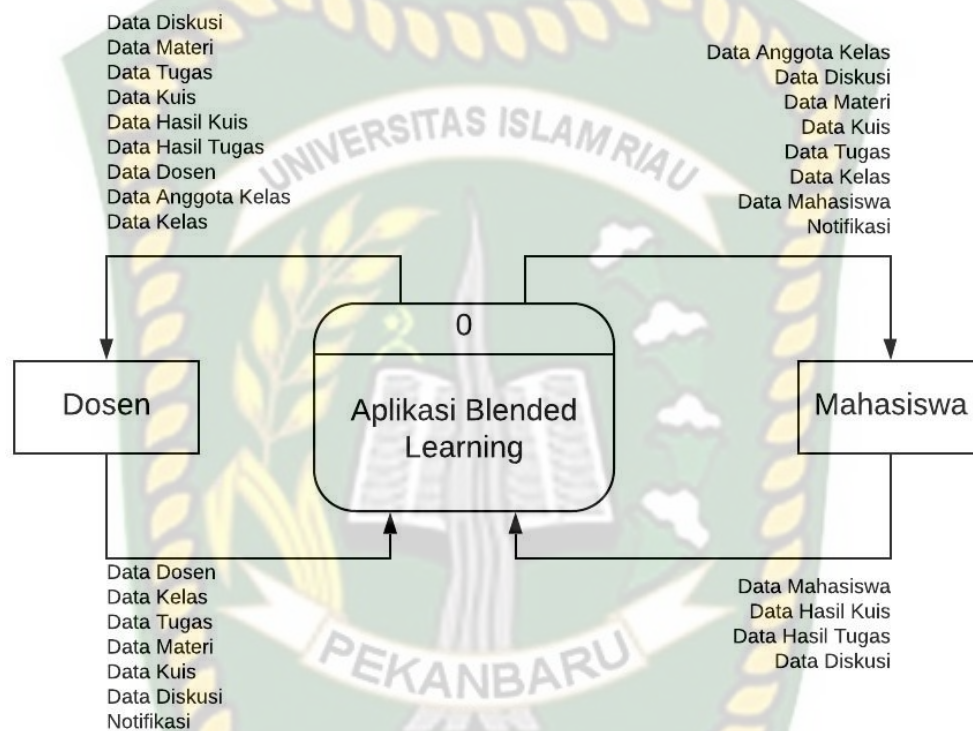 Data Diskusi
Data Materi
Data Tugas
Data Kuis
Data Hasil Kuis
Data Hasil Tugas
Data Dosen
Data Anggota Kelas
Data Kelas
Data Anggota Kelas
Data Diskusi
Data Materi
Data Kuis
Data Tugas
Data Kelas
Data Mahasiswa
Notifikasi
UNIVERSITAS ISLAM RIAU
0
Dosen
Aplikasi Blended
Learning
Mahasiswa
Data Dosen
Data Kelas
Data Tugas
Data Materi
Data Kuis
Data Diskusi
Notifikasi
Data Mahasiswa
Data Hasil Kuis
Data Hasil Tugas
Data Diskusi
PEKANBARU